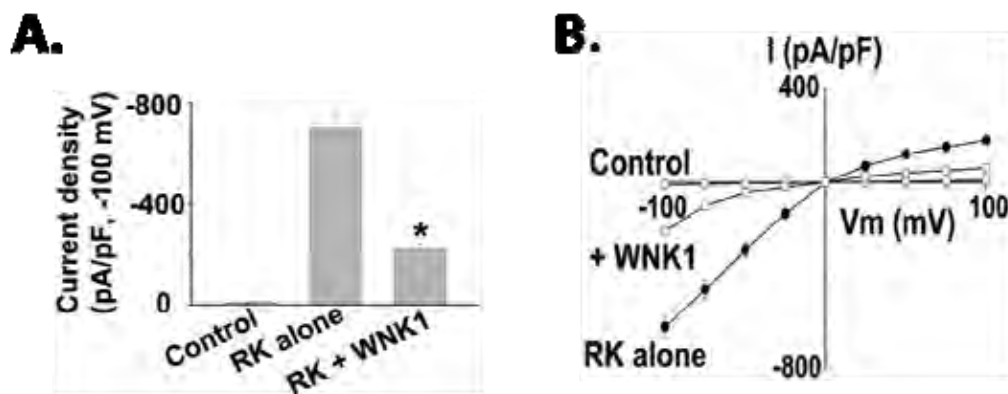 A.
Current density
(pA/pF, -100 mV)
-800
-400
0
*
Control
RK alone
RK + WNK1
B.
I (pA/pF)
400
Control
-100
100
Vm (mV)
+ WNK1
RK alone
-800